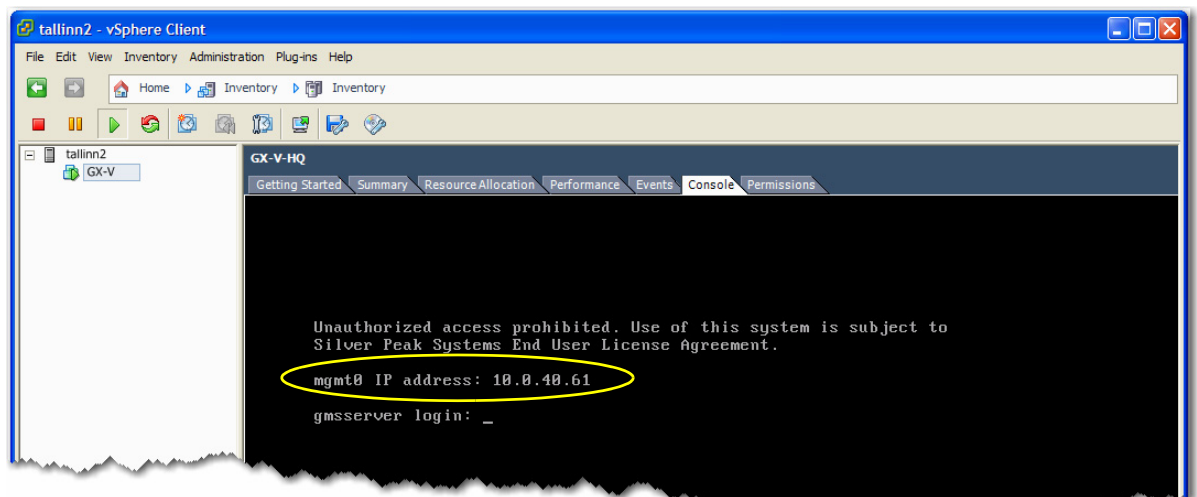 tallinn2 - vSphere Client
File Edit View Inventory Administration Plug-ins Help
Home Inventory Inventory
tallinn2
GX-V
GX-V-HQ
Getting Started Summary Resource Allocation Performance Events Console Permissions
Unauthorized access prohibited. Use of this system is subject to
Silver Peak Systems End User License Agreement.
mgmt0 IP address: 10.0.40.61
gmsserver login: _